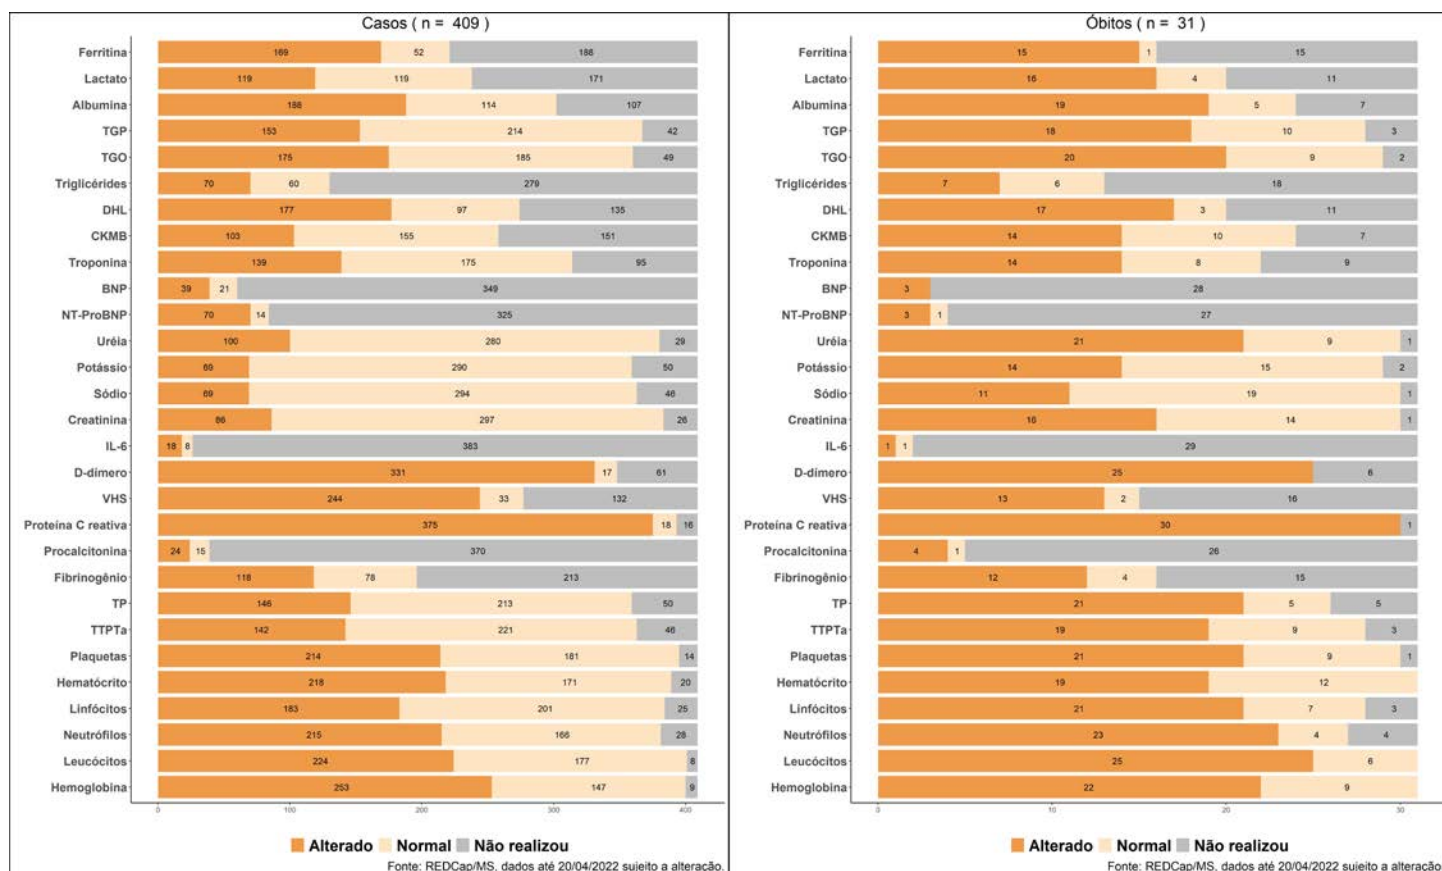 Casos ( n = 409 )
Ferritina 169 52 188
Lactato 119 119 171
Albumina 188 114 107
TGP 153 214 42
TGO 175 185 49
Triglicérides 70 60 279
DHL 177 97 135
CKMB 103 155 151
Troponina 139 175 95
BNP 39 21 349
NT-ProBNP 70 14 325
Uréia 100 280 29
Potássio 69 290 50
Sódio 69 294 46
Creatinina 86 297 26
IL-6 18 8 383
D-dímero 331 17 61
VHS 244 33 132
Proteína C reativa 375 18 16
Procalcitonina 24 15 370
Fibrinogênio 118 78 213
TP 146 213 50
TTPTa 142 221 46
Plaquetas 214 181 14
Hematócrito 218 171 20
Linfócitos 183 201 25
Neutrófilos 215 166 28
Leucócitos 224 177 8
Hemoglobina 253 147 9
0 100 200 300 400
Alterado Normal Não realizou
Fonte: REDCap/MS, dados até 20/04/2022 sujeito a alteração.
Óbitos ( n = 31 )
Ferritina 15 1 15
Lactato 16 4 11
Albumina 19 5 7
TGP 18 10 3
TGO 20 9 2
Triglicérides 7 6 18
DHL 17 3 11
CKMB 14 10 7
Troponina 14 8 9
BNP 3 28
NT-ProBNP 3 1 27
Uréia 21 9 1
Potássio 14 15 2
Sódio 11 19 1
Creatinina 16 14 1
IL-6 1 1 29
D-dímero 25 6
VHS 13 2 16
Proteína C reativa 30 1
Procalcitonina 4 1 26
Fibrinogênio 12 4 15
TP 21 5 5
TTPTa 19 9 3
Plaquetas 21 9 1
Hematócrito 19 12
Linfócitos 21 7 3
Neutrófilos 23 4 4
Leucócitos 25 6
Hemoglobina 22 9
0 10 20 30
Alterado Normal Não realizou
Fonte: REDCap/MS, dados até 20/04/2022 sujeito a alteração